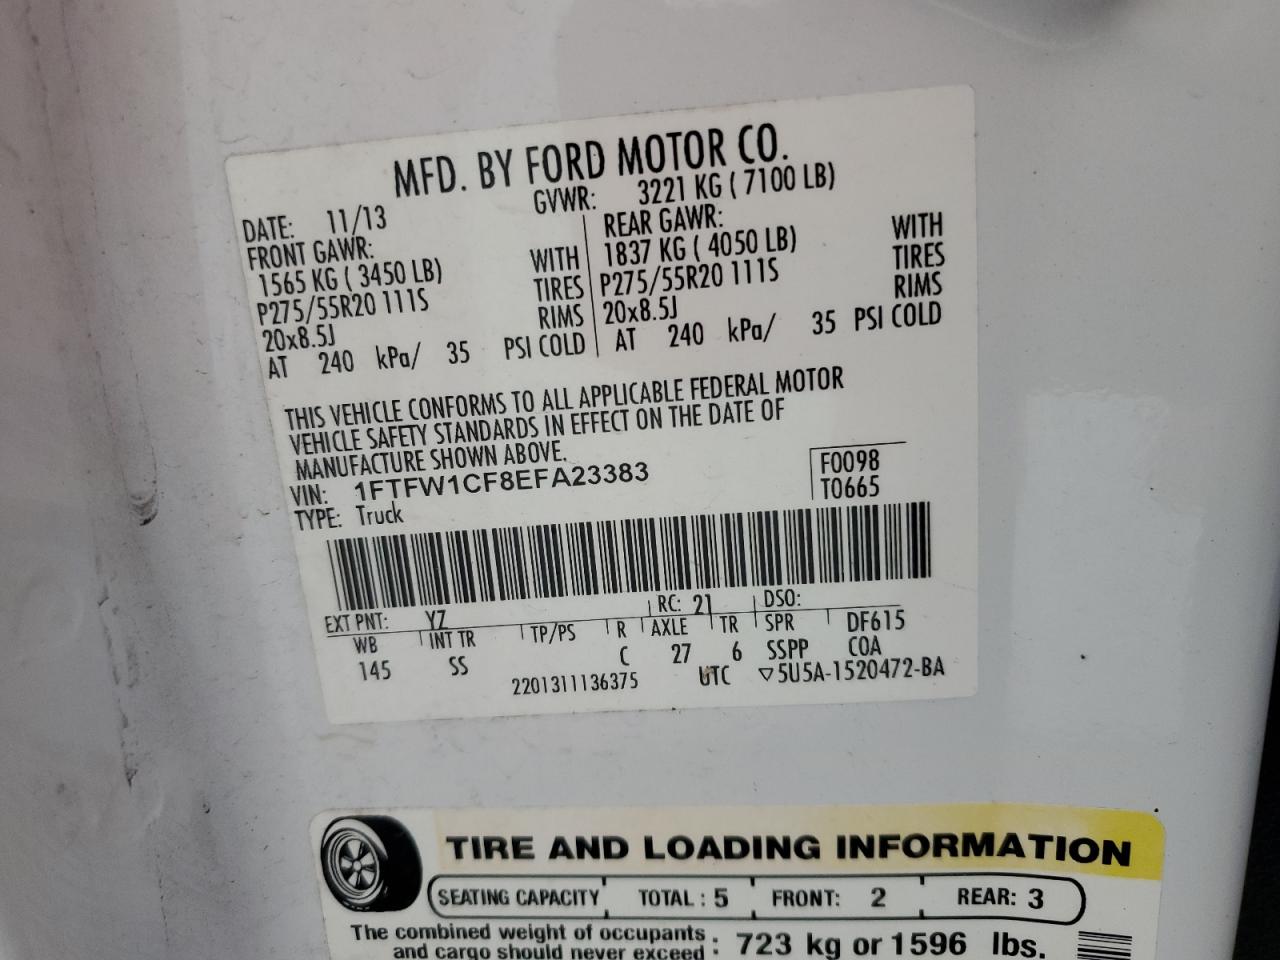 MFD. BY FORD MOTOR CO.
DATE: 11/13 GVWR: 3221 KG ( 7100 LB)
FRONT GAWR: REAR GAWR:
1565 KG ( 3450 LB) WITH 1837 KG ( 4050 LB) WITH
P275/55R20 111S TIRES P275/55R20 111S TIRES
20x8.5J RIMS 20x8.5J RIMS
AT 240 kPa/ 35 PSI COLD AT 240 kPa/ 35 PSI COLD
THIS VEHICLE CONFORMS TO ALL APPLICABLE FEDERAL MOTOR
VEHICLE SAFETY STANDARDS IN EFFECT ON THE DATE OF
MANUFACTURE SHOWN ABOVE.
VIN: 1FTFW1CF8EFA23383 F0098
TYPE: Truck T0665
EXT PNT: YZ RC: 21 DSO:
WB INT TR TP/PS R AXLE TR SPR DF615
145 SS C 27 6 SSPP COA
2201311136375 UTC ▽5U5A-1520472-BA
TIRE AND LOADING INFORMATION
SEATING CAPACITY TOTAL : 5 FRONT: 2 REAR: 3
The combined weight of occupants
and cargo should never exceed : 723 kg or 1596 lbs.